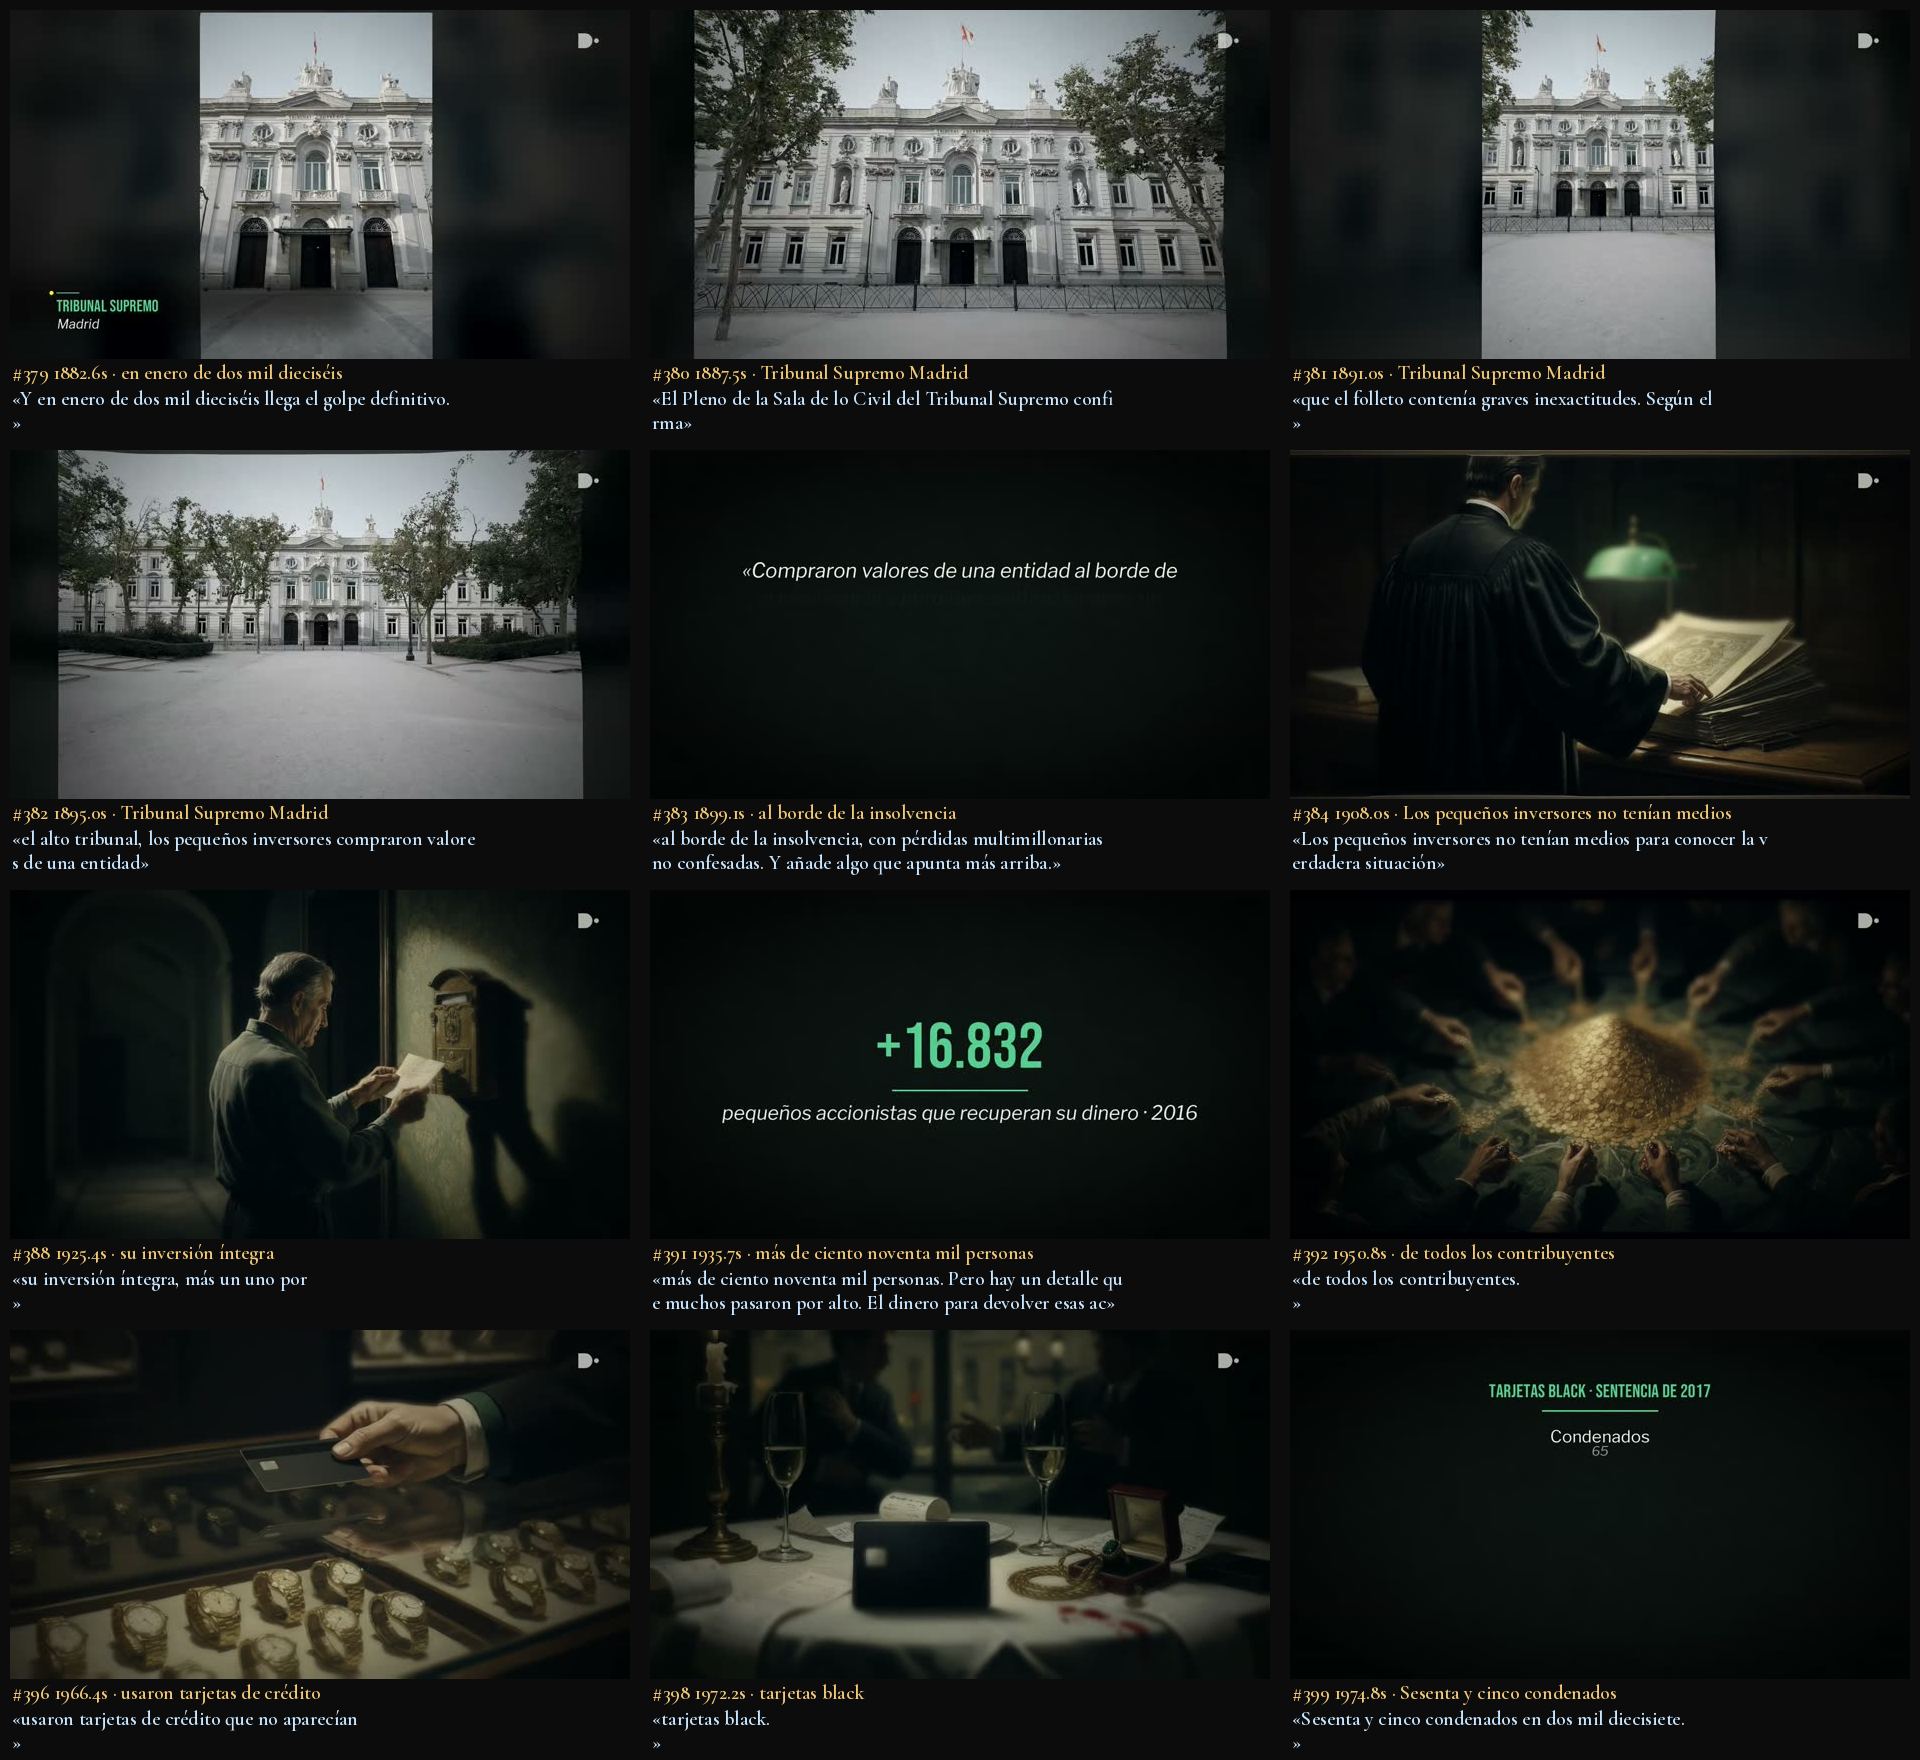 TRIBUNAL SUPREMO
Madrid
#379 1882.6s · en enero de dos mil dieciséis
«Y en enero de dos mil dieciséis llega el golpe definitivo.
»
TRIBUNAL SUPREMO
#380 1887.5s · Tribunal Supremo Madrid
«El Pleno de la Sala de lo Civil del Tribunal Supremo confi
rma»
#381 1891.0s · Tribunal Supremo Madrid
«que el folleto contenía graves inexactitudes. Según el
»
#382 1895.0s · Tribunal Supremo Madrid
«el alto tribunal, los pequeños inversores compraron valore
s de una entidad»
«Compraron valores de una entidad al borde de
#383 1899.1s · al borde de la insolvencia
«al borde de la insolvencia, con pérdidas multimillonarias
no confesadas. Y añade algo que apunta más arriba.»
#384 1908.0s · Los pequeños inversores no tenían medios
«Los pequeños inversores no tenían medios para conocer la v
erdadera situación»
#388 1925.4s · su inversión íntegra
«su inversión íntegra, más un uno por
»
+16.832
pequeños accionistas que recuperan su dinero · 2016
#391 1935.7s · más de ciento noventa mil personas
«más de ciento noventa mil personas. Pero hay un detalle qu
e muchos pasaron por alto. El dinero para devolver esas ac»
#392 1950.8s · de todos los contribuyentes
«de todos los contribuyentes.
»
#396 1966.4s · usaron tarjetas de crédito
«usaron tarjetas de crédito que no aparecían
»
#398 1972.2s · tarjetas black
«tarjetas black.
»
TARJETAS BLACK · SENTENCIA DE 2017
Condenados
65
#399 1974.8s · Sesenta y cinco condenados
«Sesenta y cinco condenados en dos mil diecisiete.
»